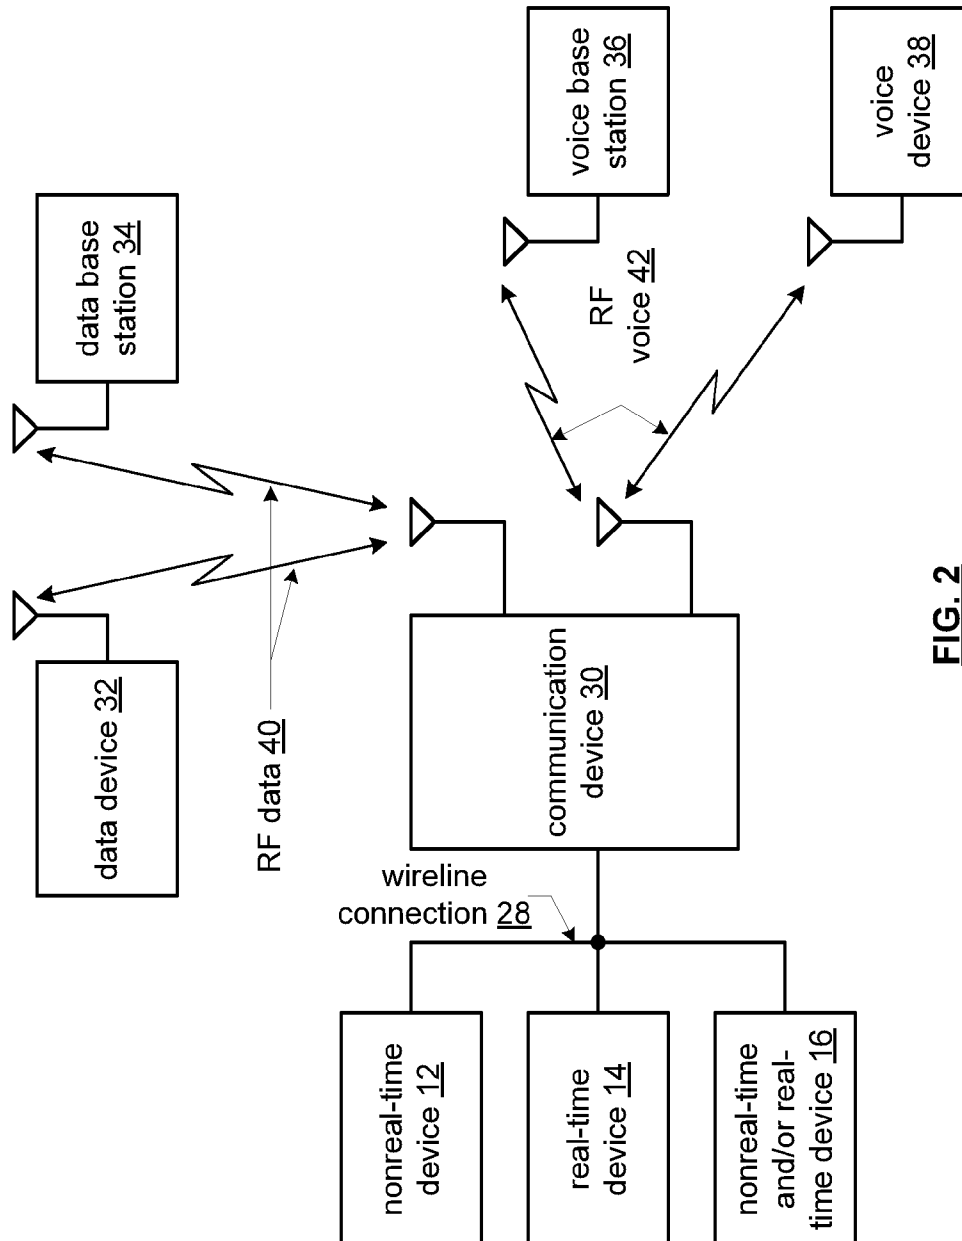 data device 32
data base
station 34
RF data 40
wireline
connection 28
nonreal-time
device 12
real-time
device 14
nonreal-time
and/or real-
time device 16
communication
device 30
RF
voice 42
voice base
station 36
voice
device 38
FIG. 2